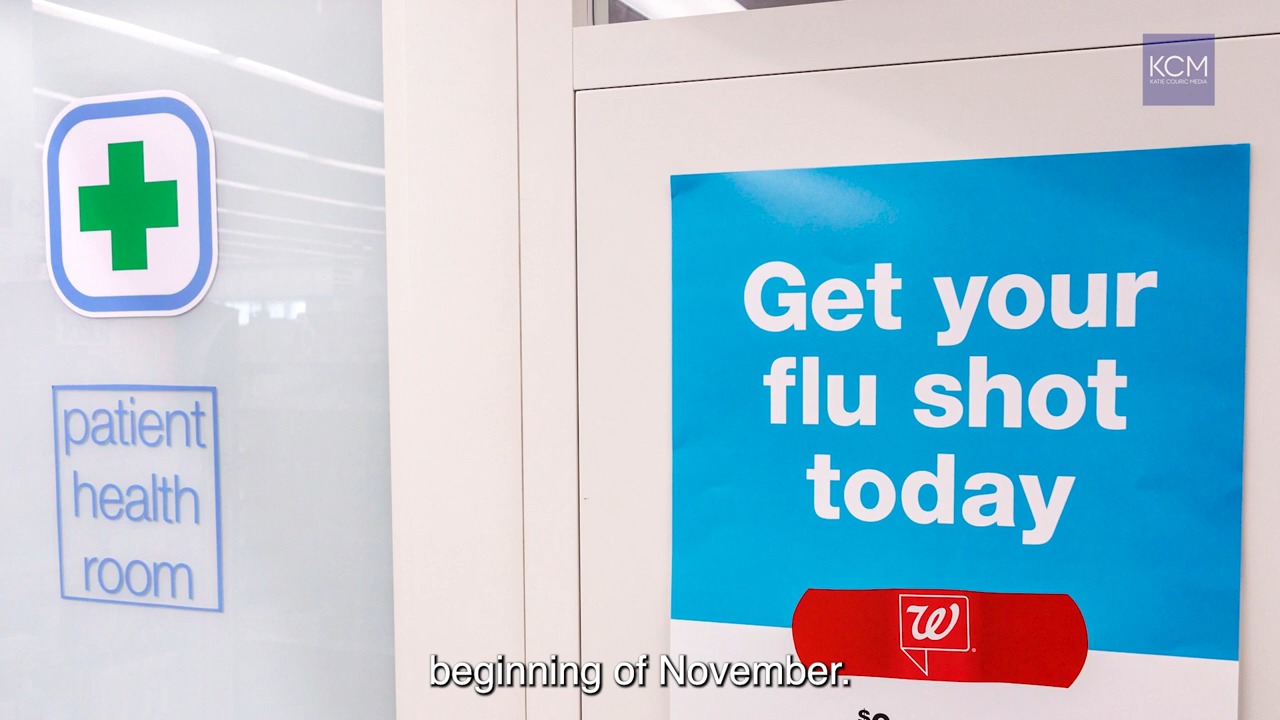 KCM
KATIE COURIC MEDIA
Get your
flu shot
today
patient
health
room
W
beginning of November.